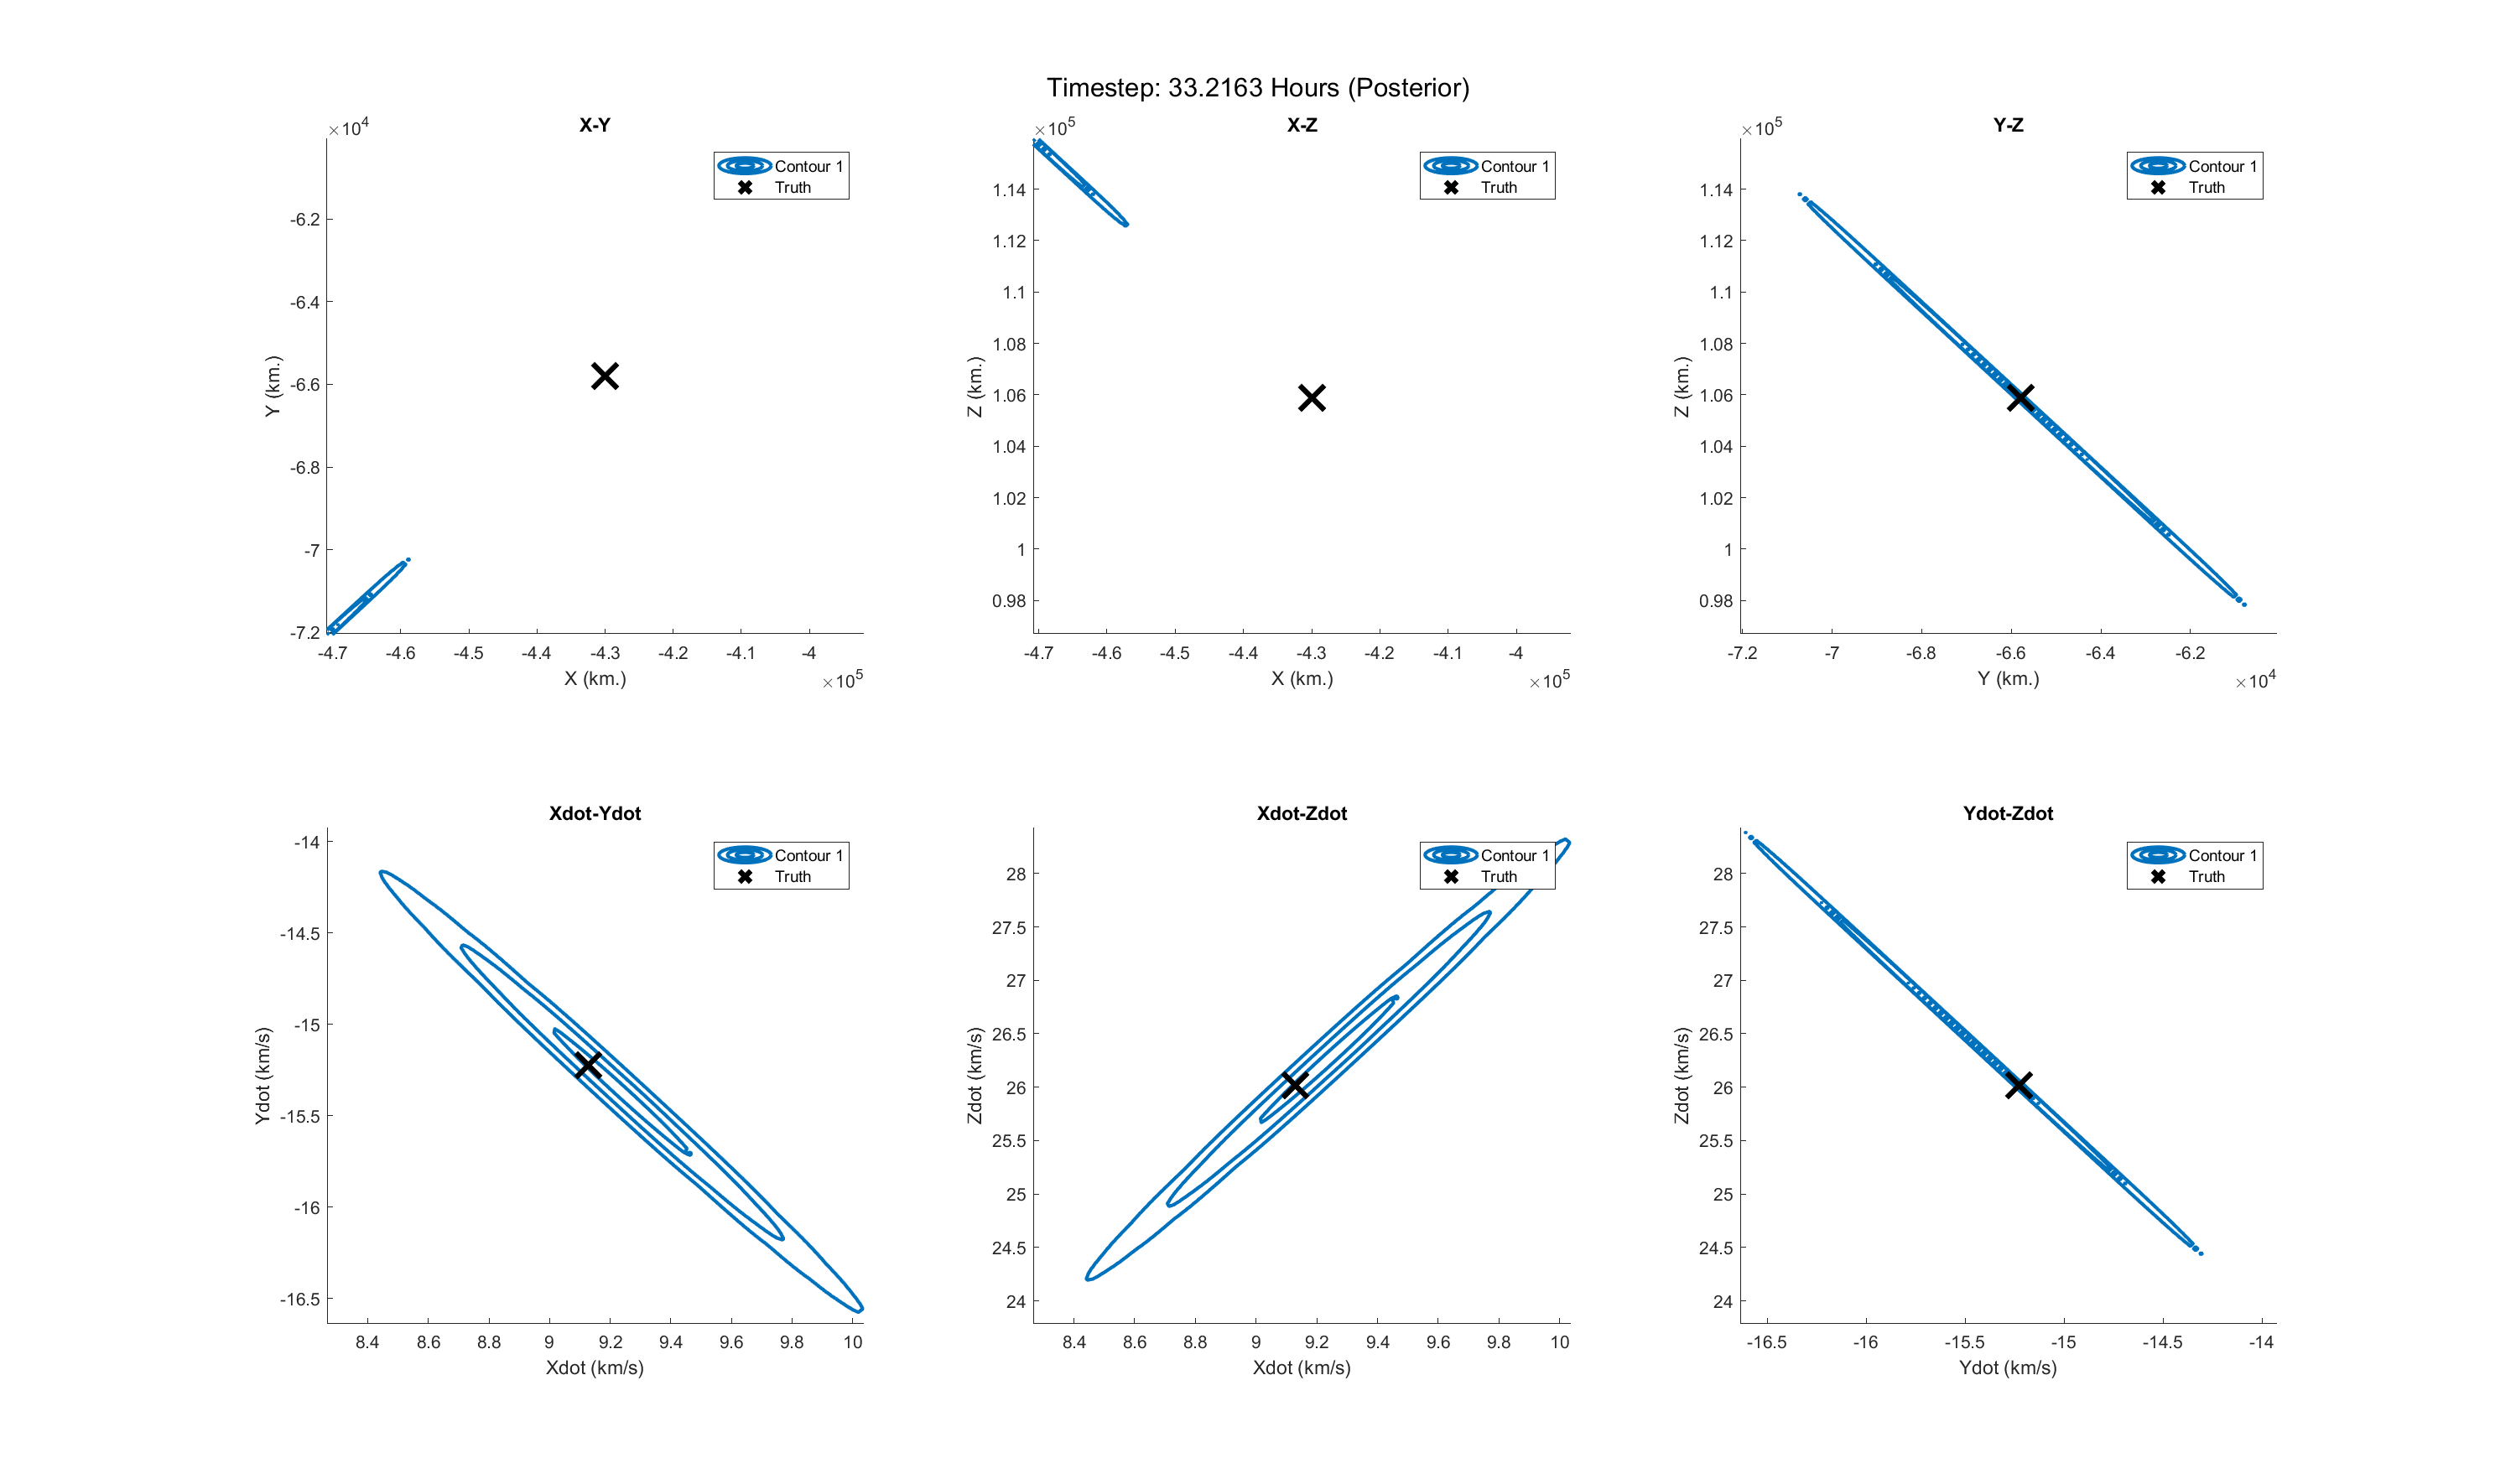 Timestep: 33.2163 Hours (Posterior)
X-Y
×10^4
Contour 1
Truth
-6.2
-6.4
-6.6
-6.8
-7
-7.2
Y (km.)
-4.7 -4.6 -4.5 -4.4 -4.3 -4.2 -4.1 -4
X (km.)
×10^5
X-Z
×10^5
Contour 1
Truth
1.14
1.12
1.1
1.08
1.06
1.04
1.02
1
0.98
Z (km.)
-4.7 -4.6 -4.5 -4.4 -4.3 -4.2 -4.1 -4
X (km.)
×10^5
Y-Z
×10^5
Contour 1
Truth
1.14
1.12
1.1
1.08
1.06
1.04
1.02
1
0.98
Z (km.)
-7.2 -7 -6.8 -6.6 -6.4 -6.2
Y (km.)
×10^4
Xdot-Ydot
Contour 1
Truth
-14
-14.5
-15
-15.5
-16
-16.5
Ydot (km/s)
8.4 8.6 8.8 9 9.2 9.4 9.6 9.8 10
Xdot (km/s)
Xdot-Zdot
Contour 1
Truth
28
27.5
27
26.5
26
25.5
25
24.5
24
Zdot (km/s)
8.4 8.6 8.8 9 9.2 9.4 9.6 9.8 10
Xdot (km/s)
Ydot-Zdot
Contour 1
Truth
28
27.5
27
26.5
26
25.5
25
24.5
24
Zdot (km/s)
-16.5 -16 -15.5 -15 -14.5 -14
Ydot (km/s)